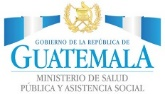 GOBIERNO DE LA REPÚBLICA DE
GUATEMALA
MINISTERIO DE SALUD
PÚBLICA Y ASISTENCIA SOCIAL